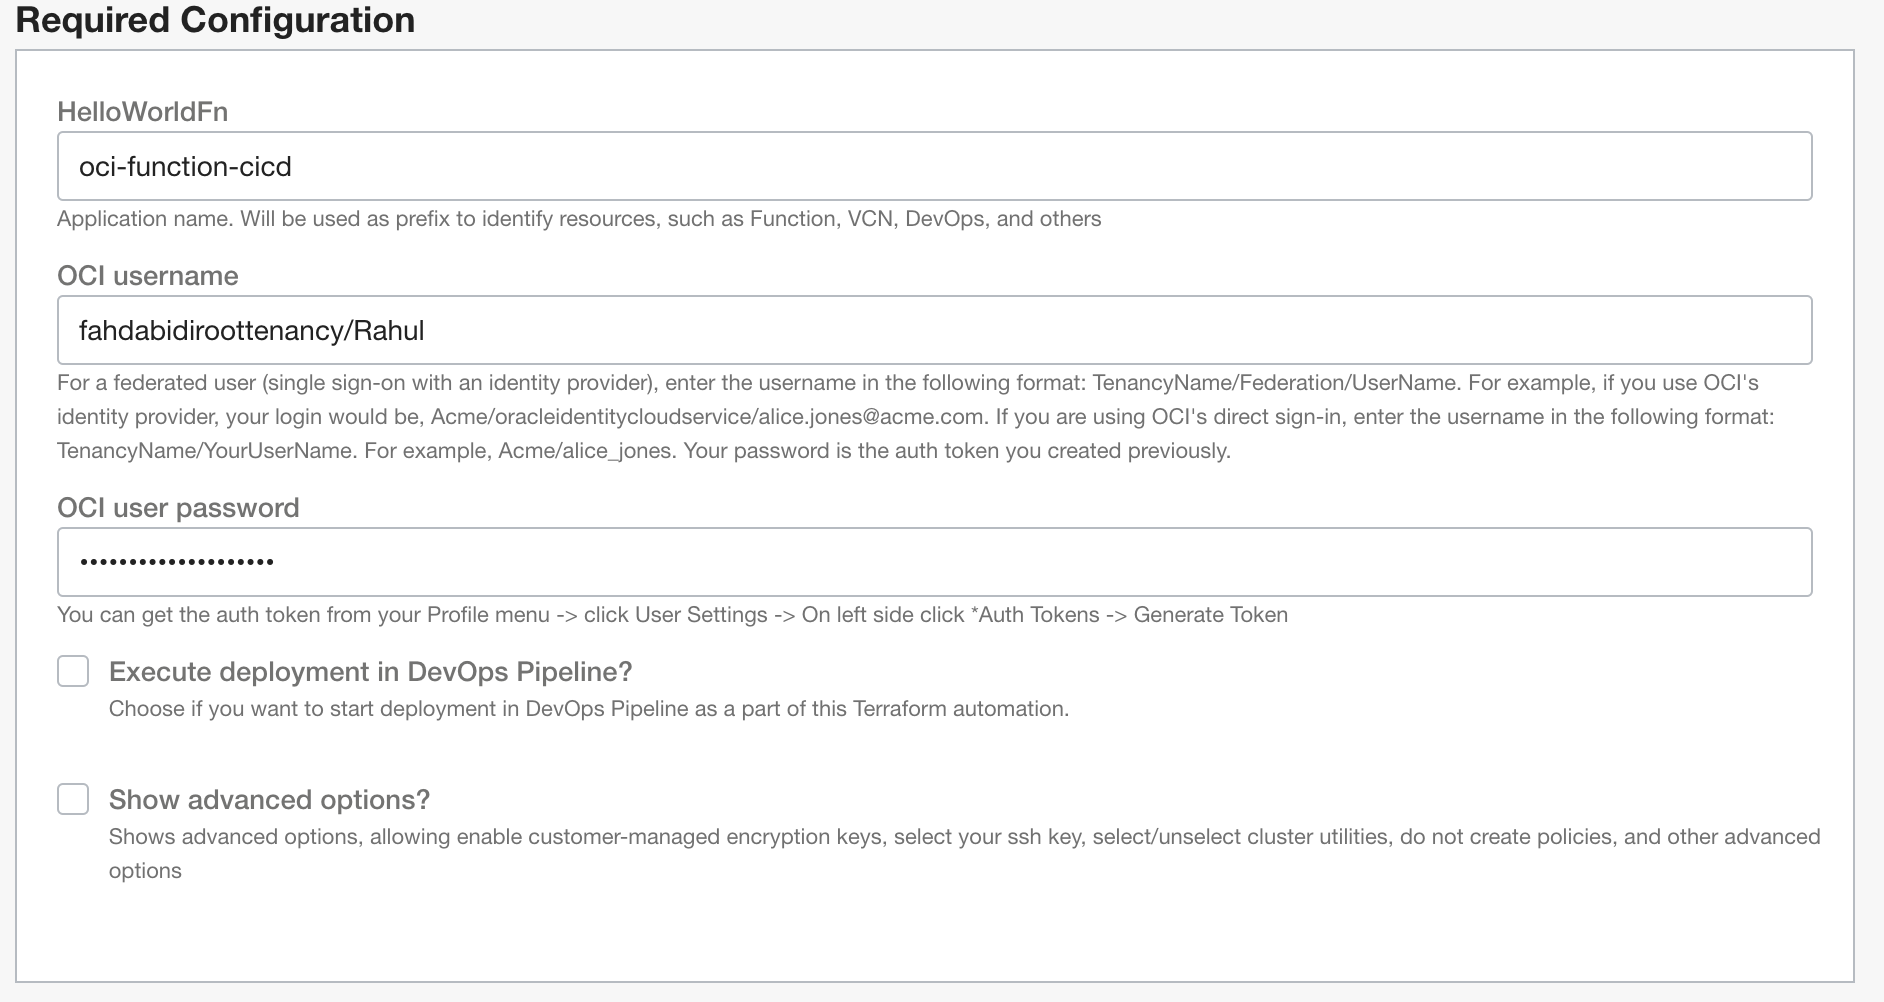 Required Configuration
HelloWorldFn
oci-function-cicd
Application name. Will be used as prefix to identify resources, such as Function, VCN, DevOps, and others
OCI username
fahdabidiroottenancy/Rahul
For a federated user (single sign-on with an identity provider), enter the username in the following format: TenancyName/Federation/UserName. For example, if you use OCI's
identity provider, your login would be, Acme/oracleidentitycloudservice/alice.jones@acme.com. If you are using OCI's direct sign-in, enter the username in the following format:
TenancyName/YourUserName. For example, Acme/alice_jones. Your password is the auth token you created previously.
OCI user password
••••••••••••••••••••
You can get the auth token from your Profile menu -> click User Settings -> On left side click *Auth Tokens -> Generate Token
Execute deployment in DevOps Pipeline?
Choose if you want to start deployment in DevOps Pipeline as a part of this Terraform automation.
Show advanced options?
Shows advanced options, allowing enable customer-managed encryption keys, select your ssh key, select/unselect cluster utilities, do not create policies, and other advanced
options